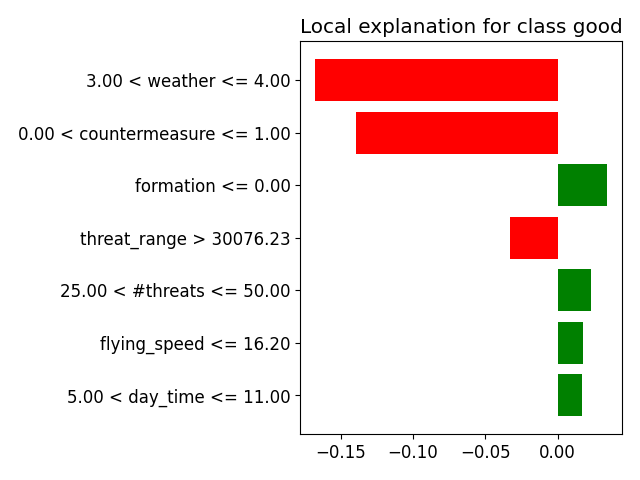 Local explanation for class good
3.00 < weather <= 4.00
0.00 < countermeasure <= 1.00
formation <= 0.00
threat_range > 30076.23
25.00 < #threats <= 50.00
flying_speed <= 16.20
5.00 < day_time <= 11.00
−0.15 −0.10 −0.05 0.00